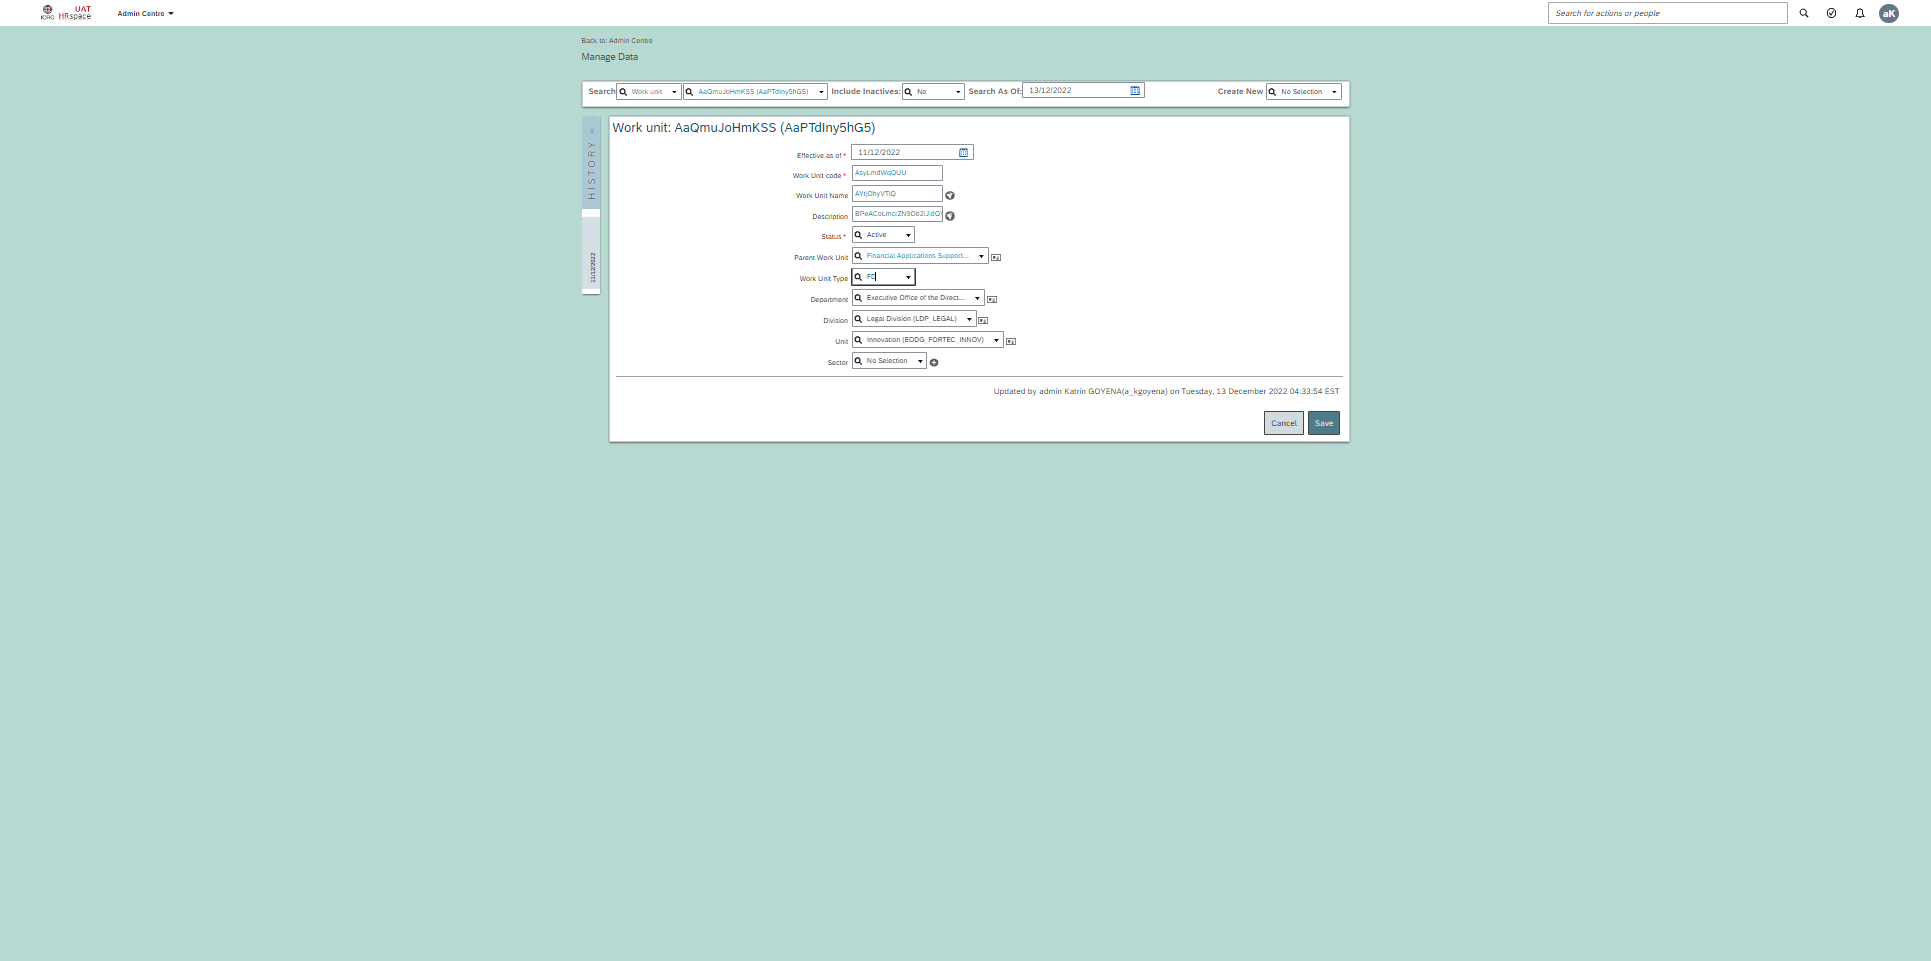 ICRC UAT HRspace Admin Centre Search for actions or people aK
Back to: Admin Centre
Manage Data
Search Work unit AaQmuJoHmKSS (AaPTdIny5hG5) Include Inactives: No Search As Of: 13/12/2022 Create New No Selection
HISTORY
11/12/2022
Work unit: AaQmuJoHmKSS (AaPTdIny5hG5)
Effective as of * 11/12/2022
Work Unit code * AsyLmdWqQUU
Work Unit Name AYtjOhyVTiQ
Description
Status * Active
Parent Work Unit Financial Applications Support...
Work Unit Type FD
Department Executive Office of the Direct...
Division Legal Division (LDP_LEGAL)
Unit Innovation (EODG_FORTEC_INNOV)
Sector No Selection
Updated by admin Katrin GOYENA(a_kgoyena) on Tuesday, 13 December 2022 04:33:54 EST
Cancel Save